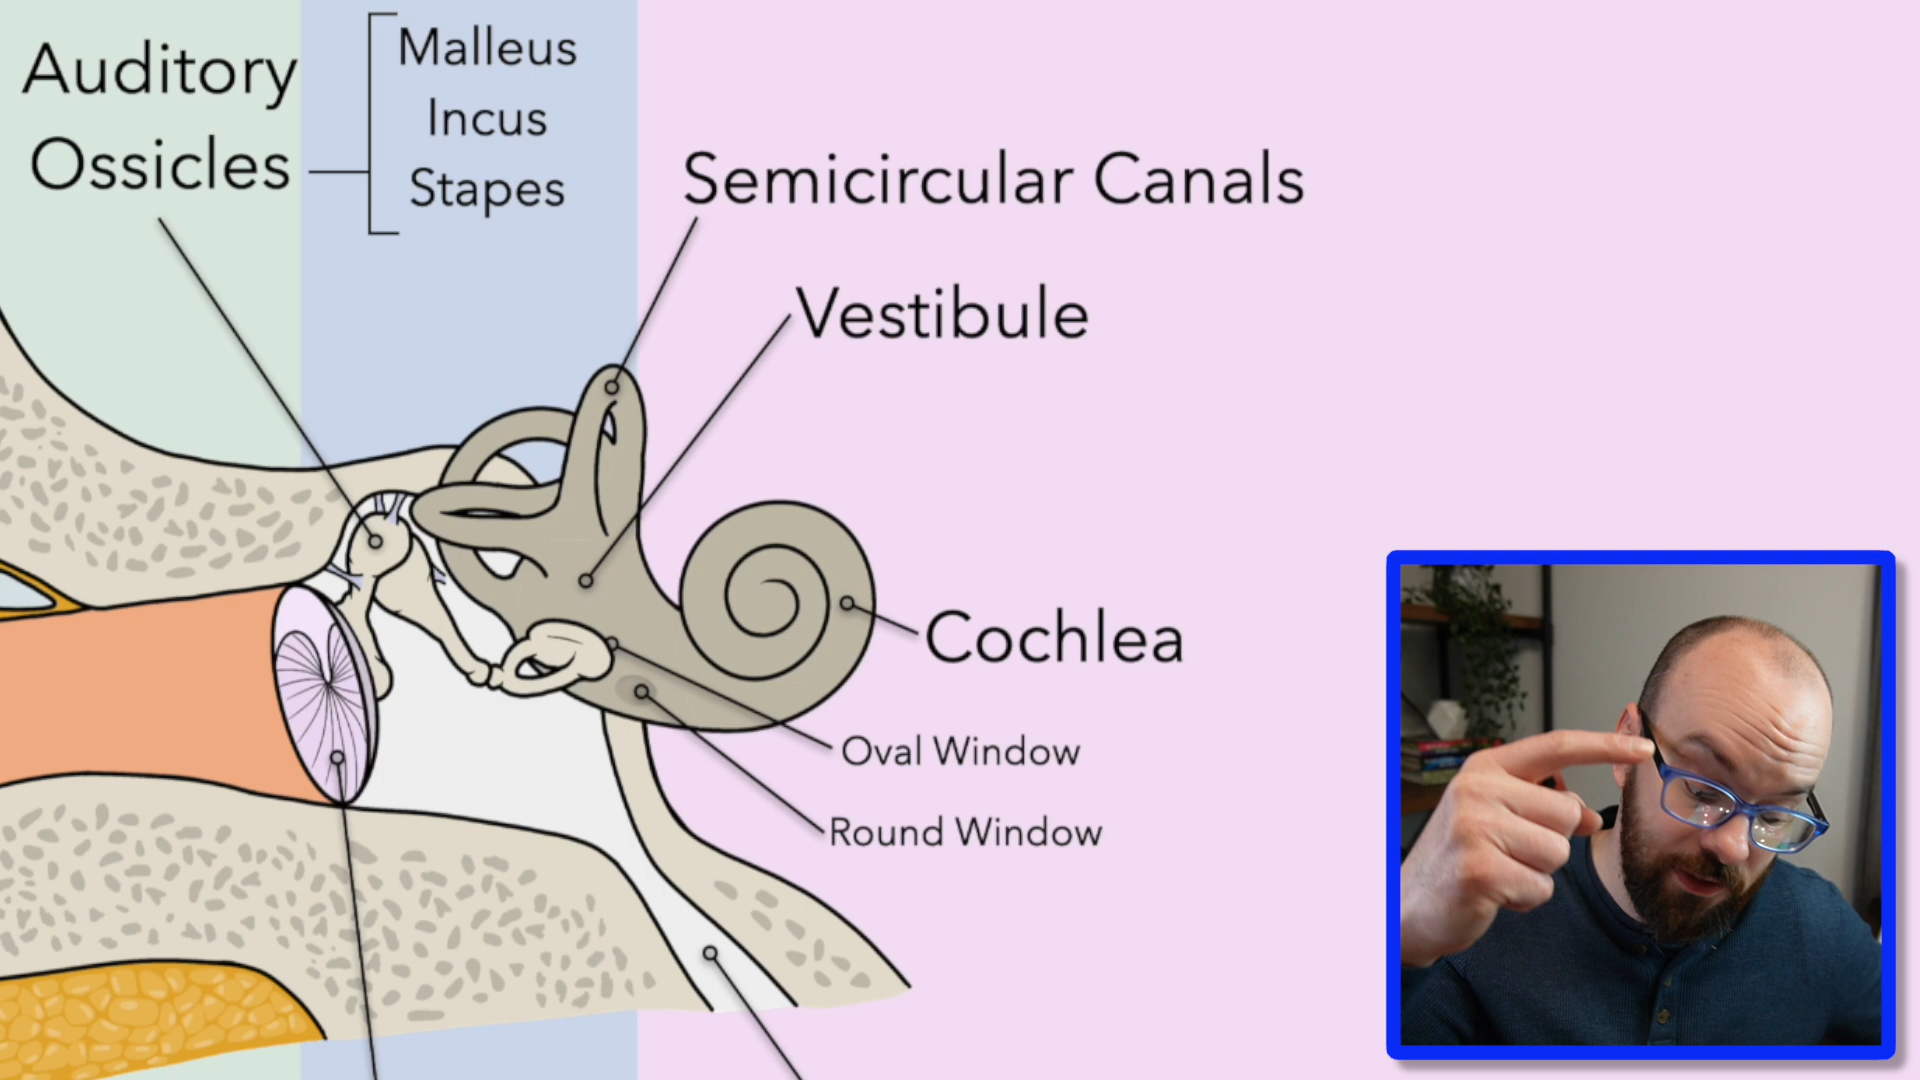 Auditory
Ossicles
Malleus
Incus
Stapes
Semicircular Canals
Vestibule
Cochlea
Oval Window
Round Window